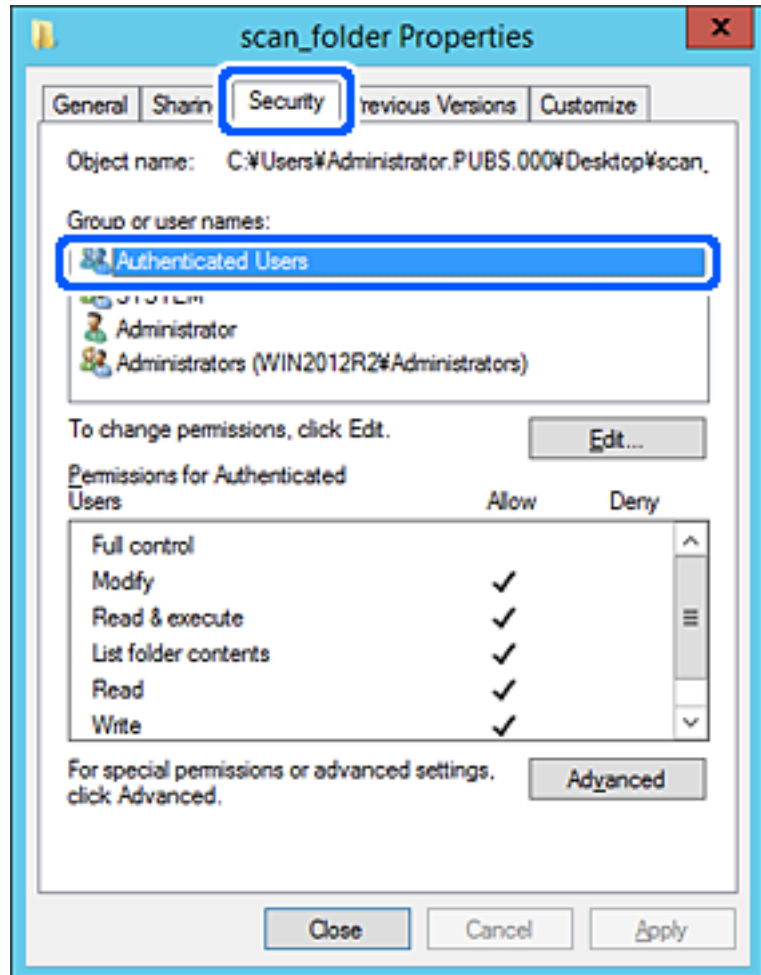 scan_folder Properties
x
General Security Customize
Versions
Object name: C:¥Users¥Administrator.PUBS.000¥Desktop¥scan_
Group or user names:
Authenticated Users
Administrator
Administrators (WIN2012R2¥Administrators)
To change permissions, click Edit.
Edit...
Permissions for Authenticated
Users Allow Deny
Full control
Modify
Read & execute
List folder contents
Read
Write
For special permissions or advanced settings,
click Advanced.
Advanced
Close Cancel Apply